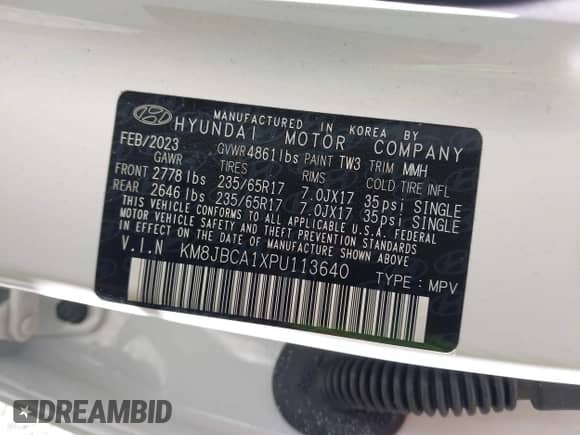 MANUFACTURED IN KOREA BY
HYUNDAI MOTOR COMPANY
FEB/2023 GVWR 4861lbs PAINT TW3 TRIM MMH
GAWR TIRES RIMS COLD TIRE INFL.
FRONT 2778 lbs 235/65R17 7.0JX17 35psi SINGLE
REAR 2646 lbs 235/65R17 7.0JX17 35psi SINGLE
THIS VEHICLE CONFORMS TO ALL APPLICABLE U.S.A. FEDERAL
MOTOR VEHICLE SAFETY AND THEFT PREVENTION STANDARDS
IN EFFECT ON THE DATE OF MANUFACTURE SHOWN ABOVE.
V.I.N KM8JBCA1XPU113640
TYPE : MPV
DREAMBID